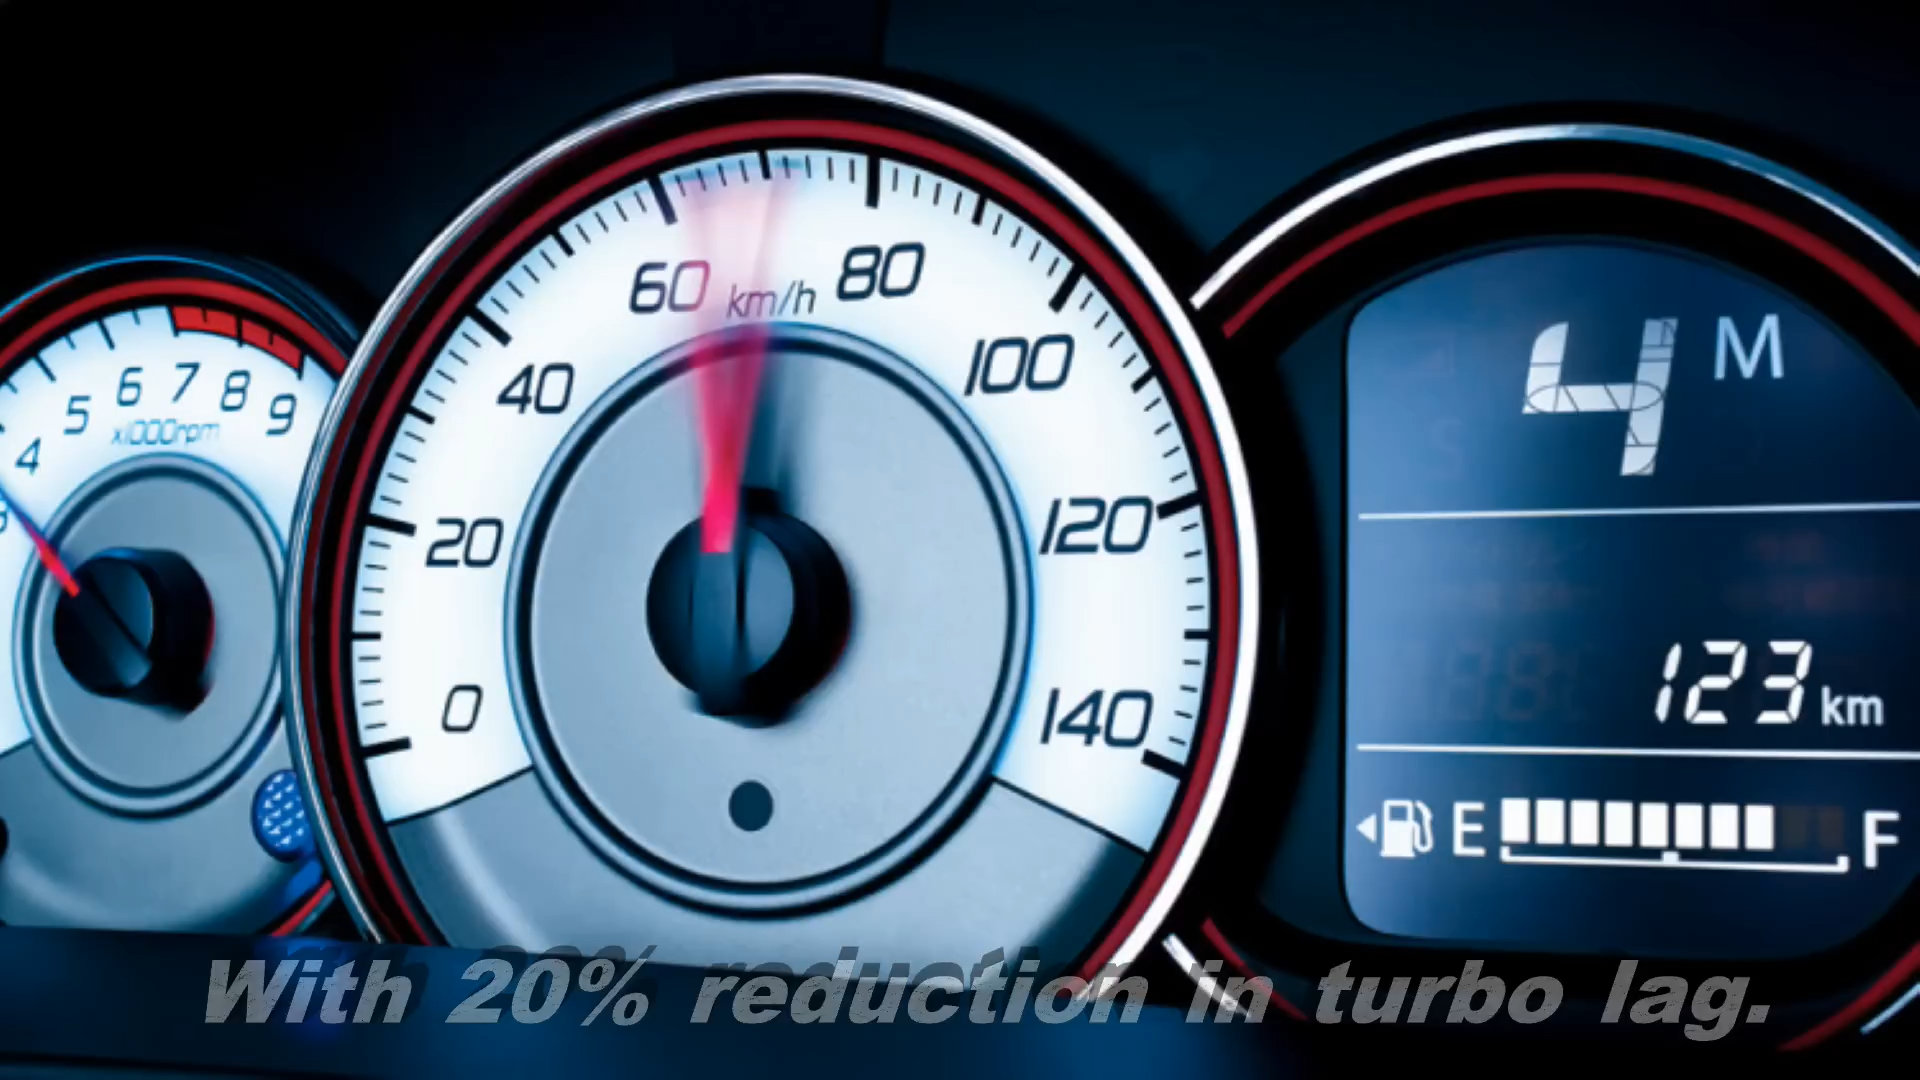 4 5 6 7 8 9
x1000rpm
0 20 40 60 80 100 120 140
km/h
4 M
123 km
E F
With 20% reduction in turbo lag.